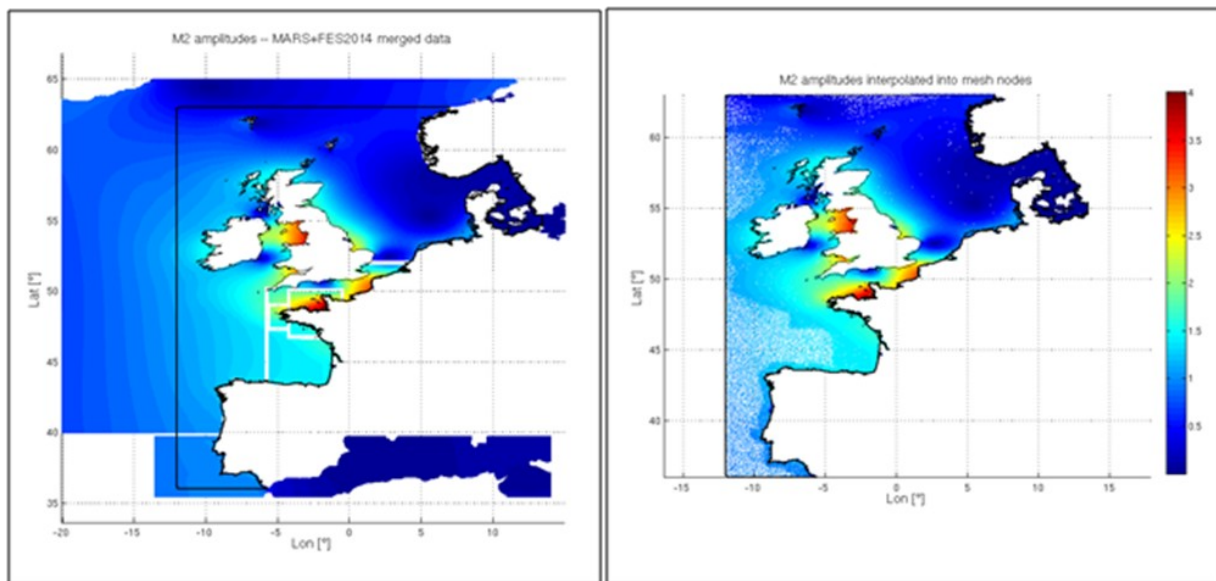 M2 amplitudes -- MARS+FES2014 merged data
65
60
55
50
45
40
35
Lat [°]
-20 -15 -10 -5 0 5 10
Lon [°]
M2 amplitudes interpolated into mesh nodes
60
55
50
45
40
Lat [°]
-15 -10 -5 0 5 10 15
Lon [°]
4
3.5
3
2.5
2
1.5
1
0.5